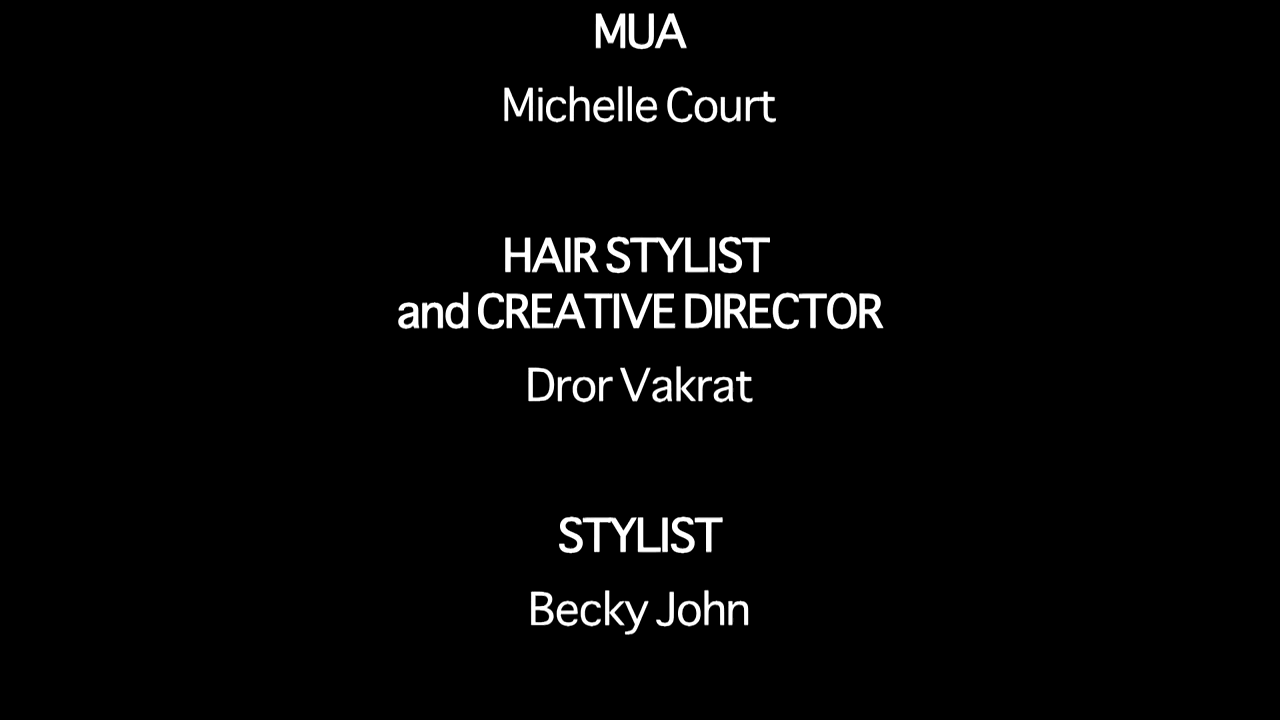 MUA
Michelle Court
HAIR STYLIST
and CREATIVE DIRECTOR
Dror Vakrat
STYLIST
Becky John